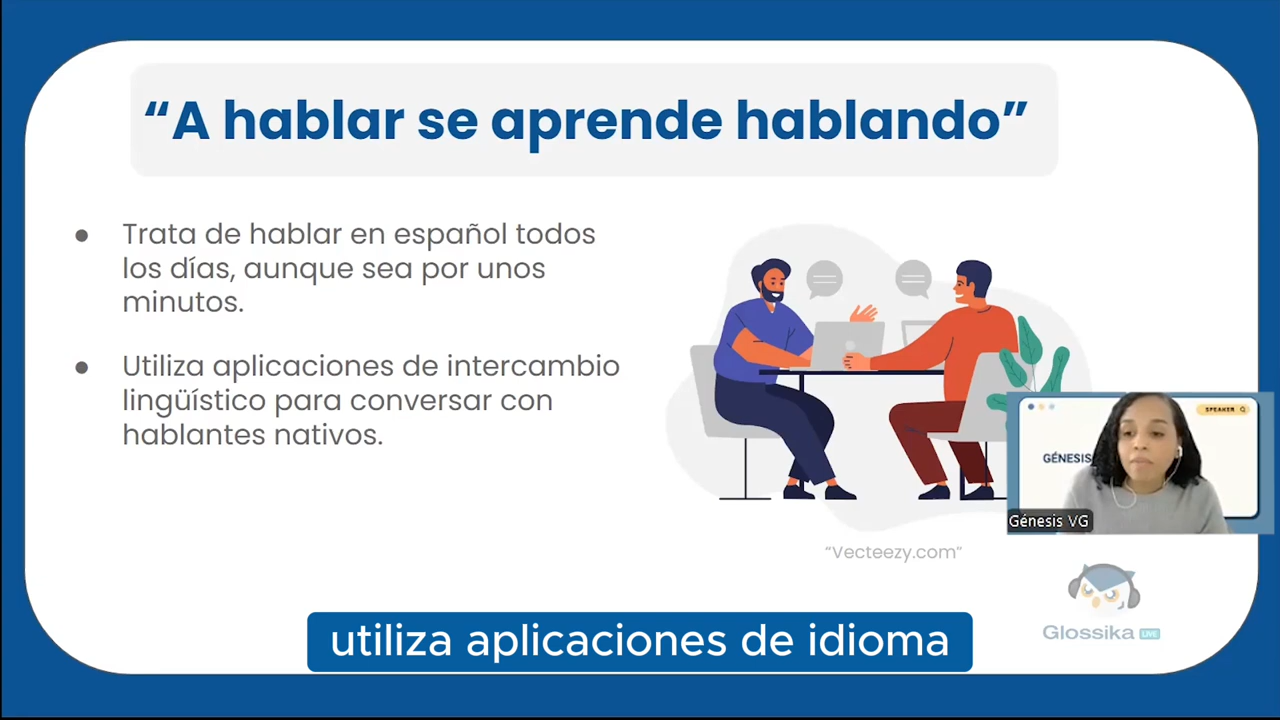 “A hablar se aprende hablando”
● Trata de hablar en español todos
los días, aunque sea por unos
minutos.
● Utiliza aplicaciones de intercambio
lingüístico para conversar con
hablantes nativos.
SPEAKER
GÉNESIS
Génesis VG
“Vecteezy.com”
Glossika LIVE
utiliza aplicaciones de idioma